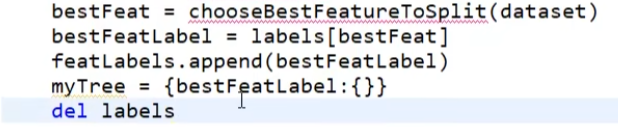 bestFeat = chooseBestFeatureToSplit(dataset)
bestFeatLabel = labels[bestFeat]
featLabels.append(bestFeatLabel)
myTree = {bestFeatLabel:{}}
del labels